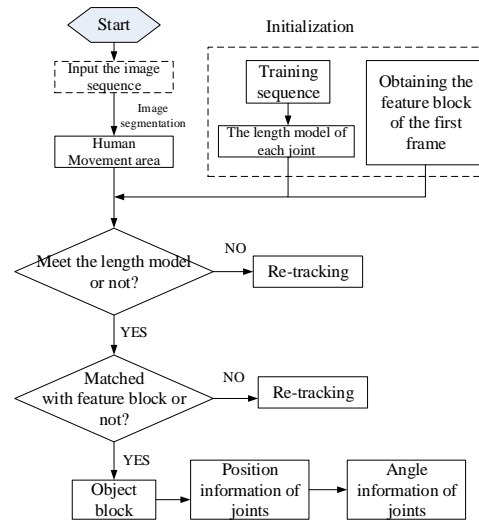 Start
Input the image
sequence
Image
segmentation
Human
Movement area
Initialization
Training
sequence
The length model of
each joint
Obtaining the
feature block
of the first
frame
Meet the length model
or not?
NO
Re-tracking
YES
Matched
with feature block or
not?
NO
Re-tracking
YES
Object
block
Position
information of
joints
Angle
information of
joints